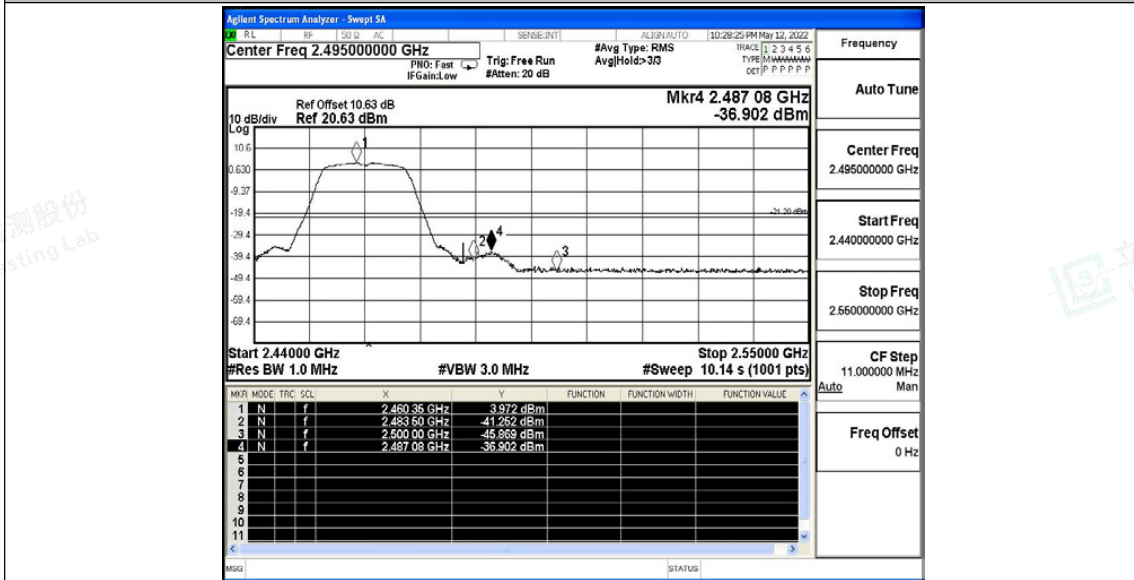 Agilent Spectrum Analyzer - Swept SA
RL RF 50 Ω AC SENSE:INT ALIGN AUTO 10:28:25 PM May 12, 2022
Center Freq 2.495000000 GHz
PNO: Fast
IFGain:Low
Trig: Free Run
#Atten: 20 dB
#Avg Type: RMS
Avg|Hold:>3/3
TRACE 1 2 3 4 5 6
TYPE MWWWWW
DET P P P P P P
Mkr4 2.487 08 GHz
-36.902 dBm
Ref Offset 10.63 dB
10 dB/div Ref 20.63 dBm
Log
10.6
0.630
-9.37
-19.4
-29.4
-39.4
-49.4
-59.4
-69.4
1
2
4
3
-21.20 dBm
Start 2.44000 GHz Stop 2.55000 GHz
#Res BW 1.0 MHz #VBW 3.0 MHz #Sweep 10.14 s (1001 pts)
MKR MODE TRC SCL X Y FUNCTION FUNCTION WIDTH FUNCTION VALUE
1 N f 2.460 35 GHz 3.972 dBm
2 N f 2.483 50 GHz -41.252 dBm
3 N f 2.500 00 GHz -45.869 dBm
4 N f 2.487 08 GHz -36.902 dBm
5
6
7
8
9
10
11
MSG STATUS
Frequency
Auto Tune
Center Freq
2.495000000 GHz
Start Freq
2.440000000 GHz
Stop Freq
2.550000000 GHz
CF Step
11.000000 MHz
Auto Man
Freq Offset
0 Hz
测股份
sting Lab